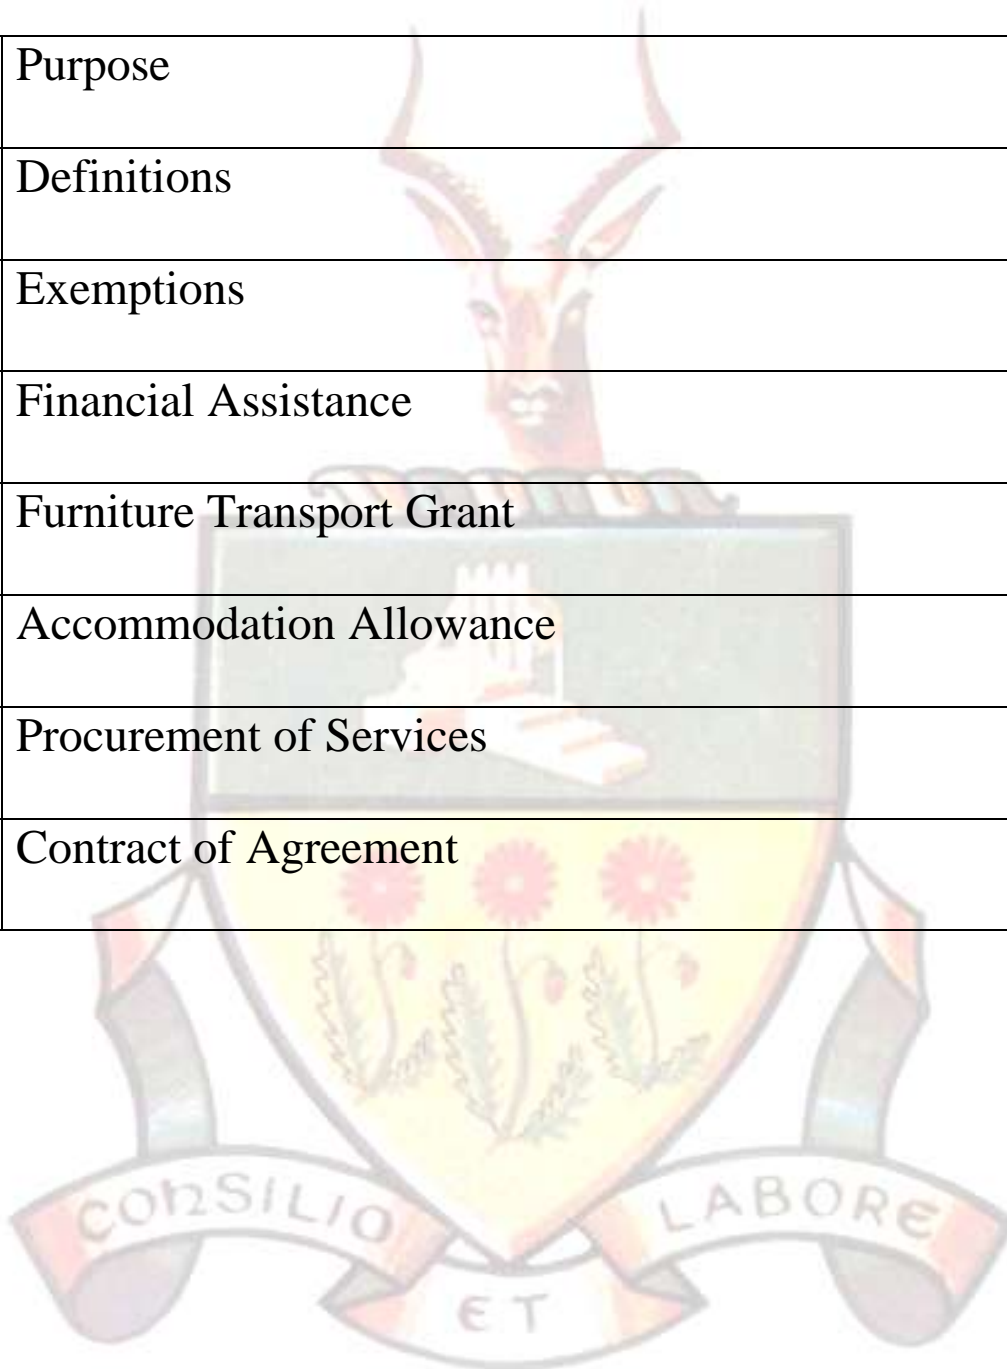 Purpose
Definitions
Exemptions
Financial Assistance
Furniture Transport Grant
Accommodation Allowance
Procurement of Services
Contract of Agreement
CONSILIO
LABORE
ET